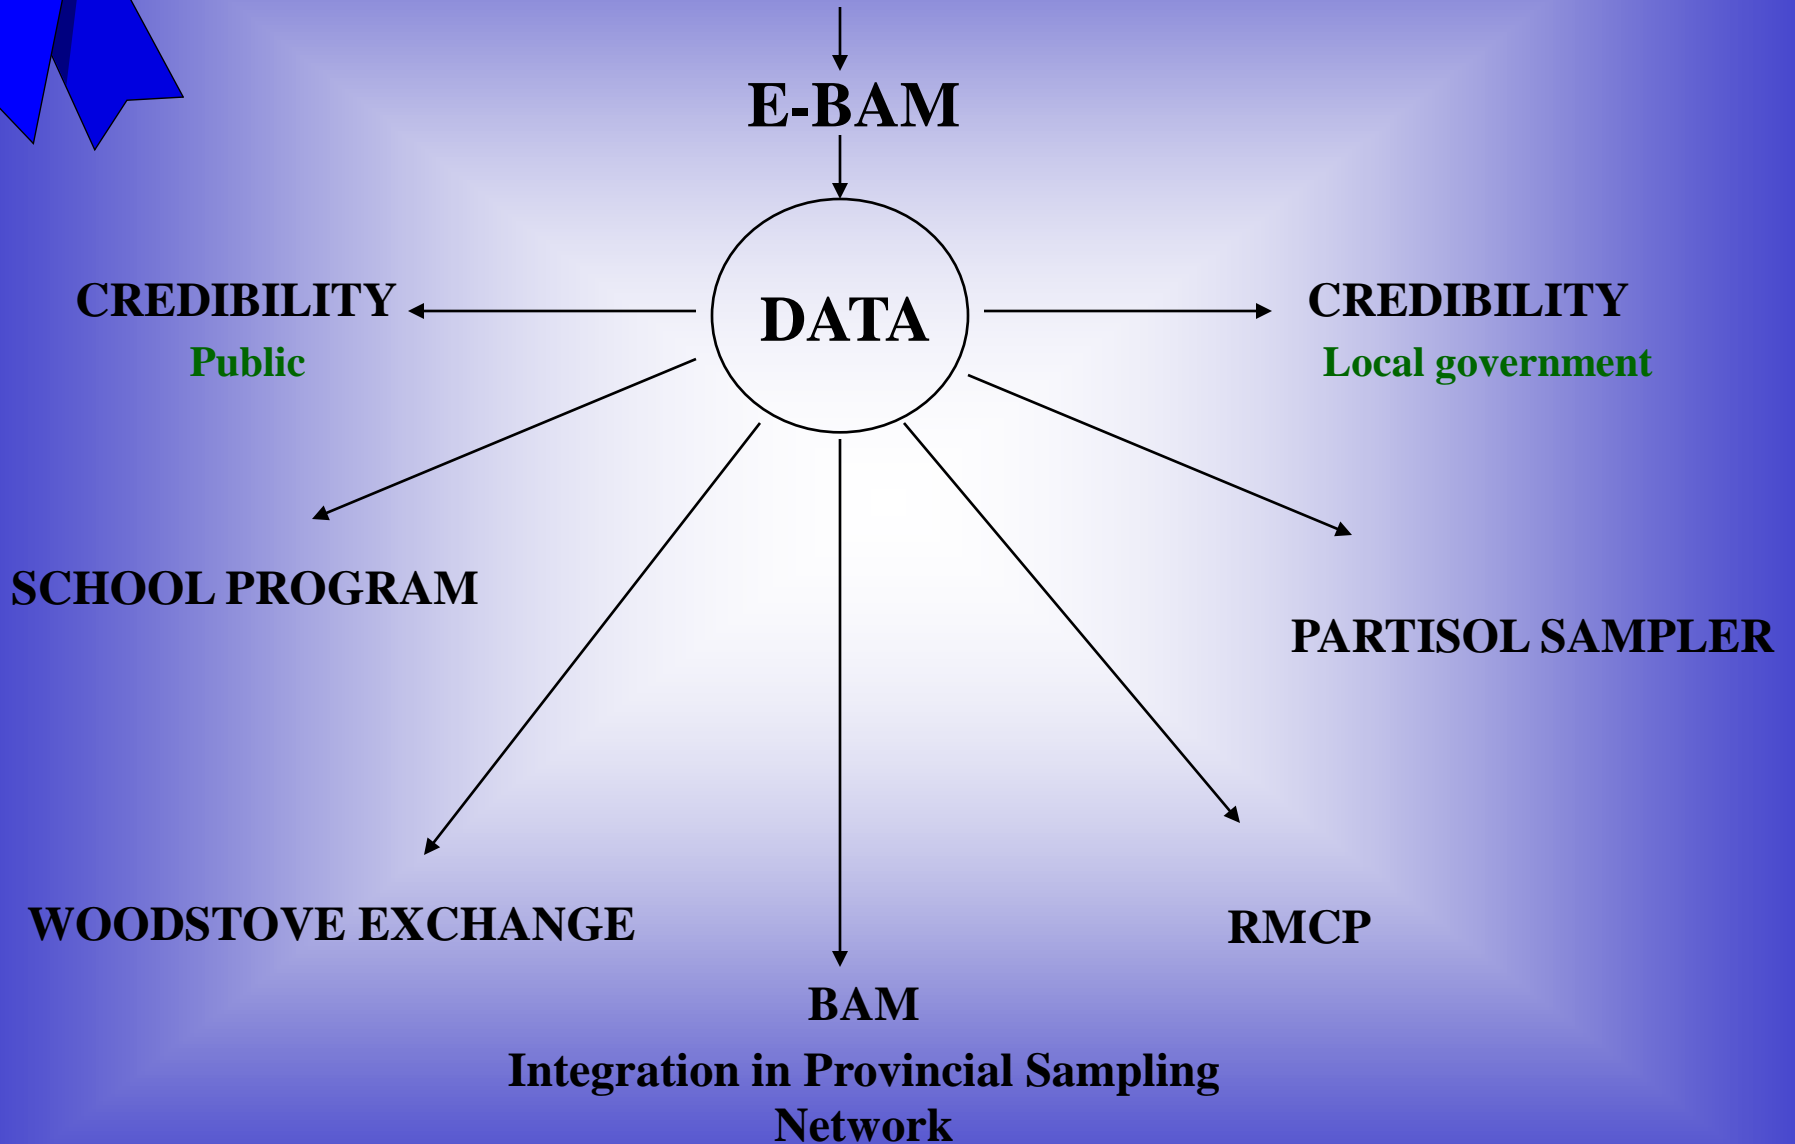 E-BAM
DATA
CREDIBILITY
Public
CREDIBILITY
Local government
SCHOOL PROGRAM
PARTISOL SAMPLER
WOODSTOVE EXCHANGE
RMCP
BAM
Integration in Provincial Sampling
Network